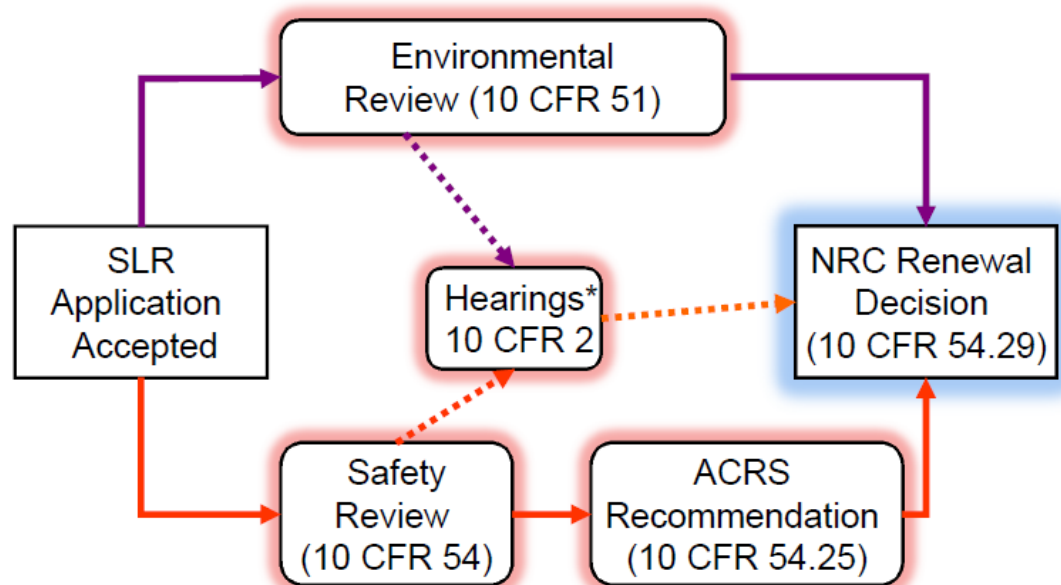 Environmental
Review (10 CFR 51)
SLR
Application
Accepted
Hearings*
10 CFR 2
NRC Renewal
Decision
(10 CFR 54.29)
Safety
Review
(10 CFR 54)
ACRS
Recommendation
(10 CFR 54.25)